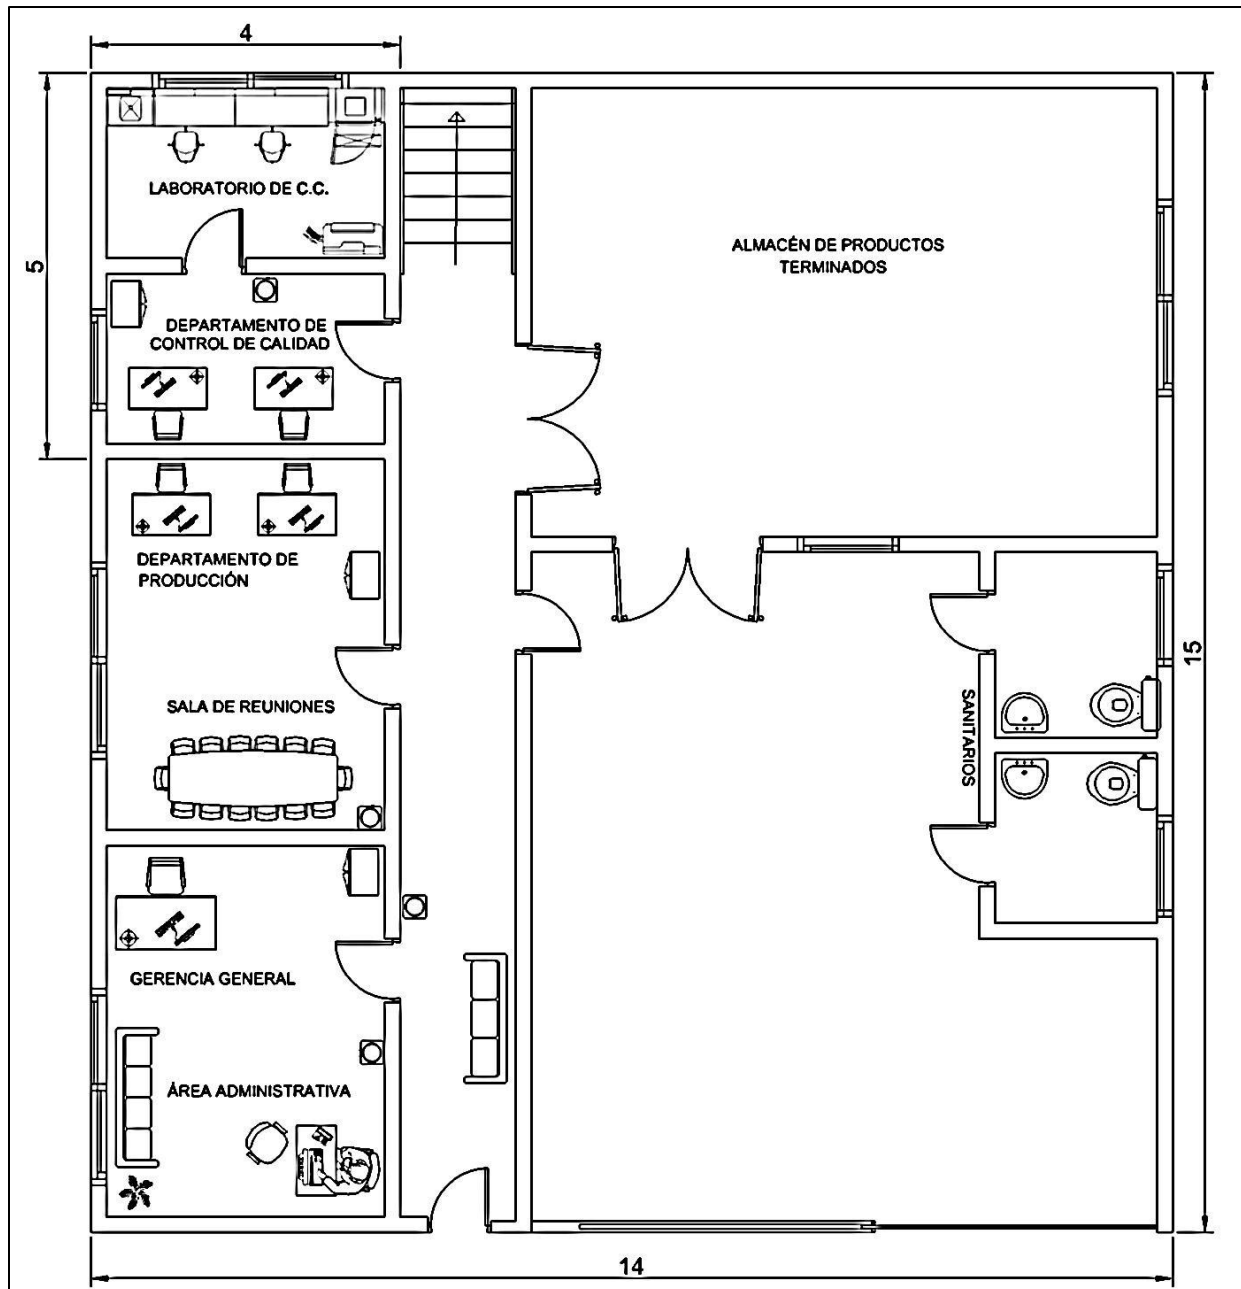 4
LABORATORIO DE C.C.
ALMACÉN DE PRODUCTOS
TERMINADOS
5
DEPARTAMENTO DE
CONTROL DE CALIDAD
DEPARTAMENTO DE
PRODUCCIÓN
15
SALA DE REUNIONES
SANITARIOS
GERENCIA GENERAL
ÁREA ADMINISTRATIVA
14